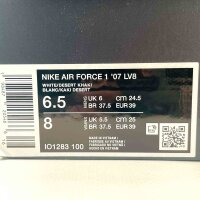 NIKE AIR FORCE 1 '07 LV8
WHITE/DESERT KHAKI
BLANC/KAKI DESERT
6.5 UK 6 CM 24.5
BR 37.5 EUR 39
8 UK 5.5 CM 25
BR 37.5 EUR 39
IO1283 100